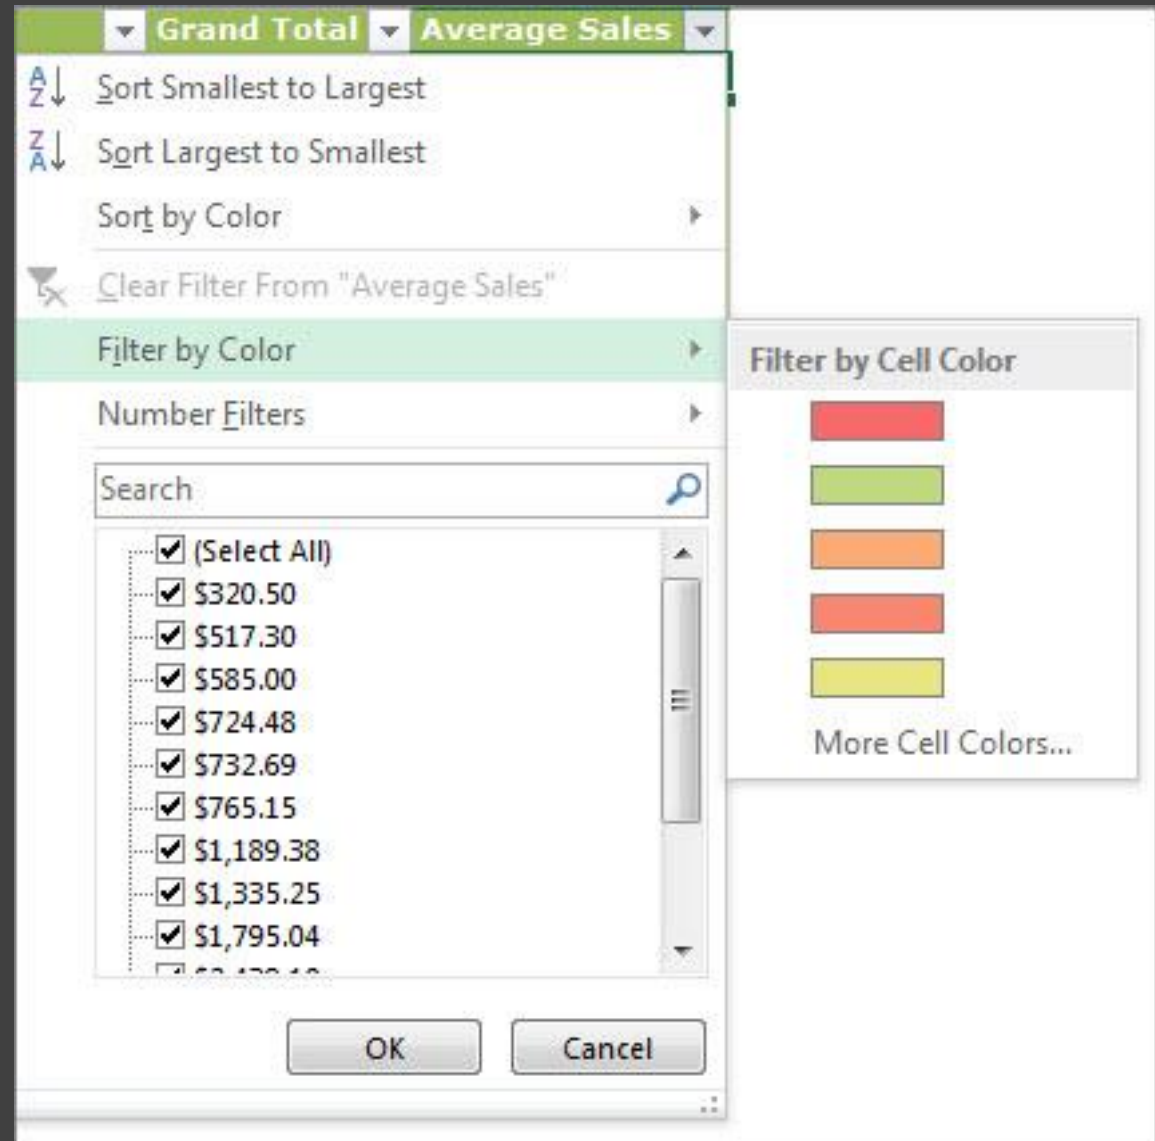 Grand Total Average Sales
Sort Smallest to Largest
Sort Largest to Smallest
Sort by Color
Clear Filter From "Average Sales"
Filter by Color
Filter by Cell Color
Number Filters
Search
(Select All)
$320.50
$517.30
$585.00
$724.48
$732.69
$765.15
$1,189.38
$1,335.25
$1,795.04
More Cell Colors...
OK Cancel